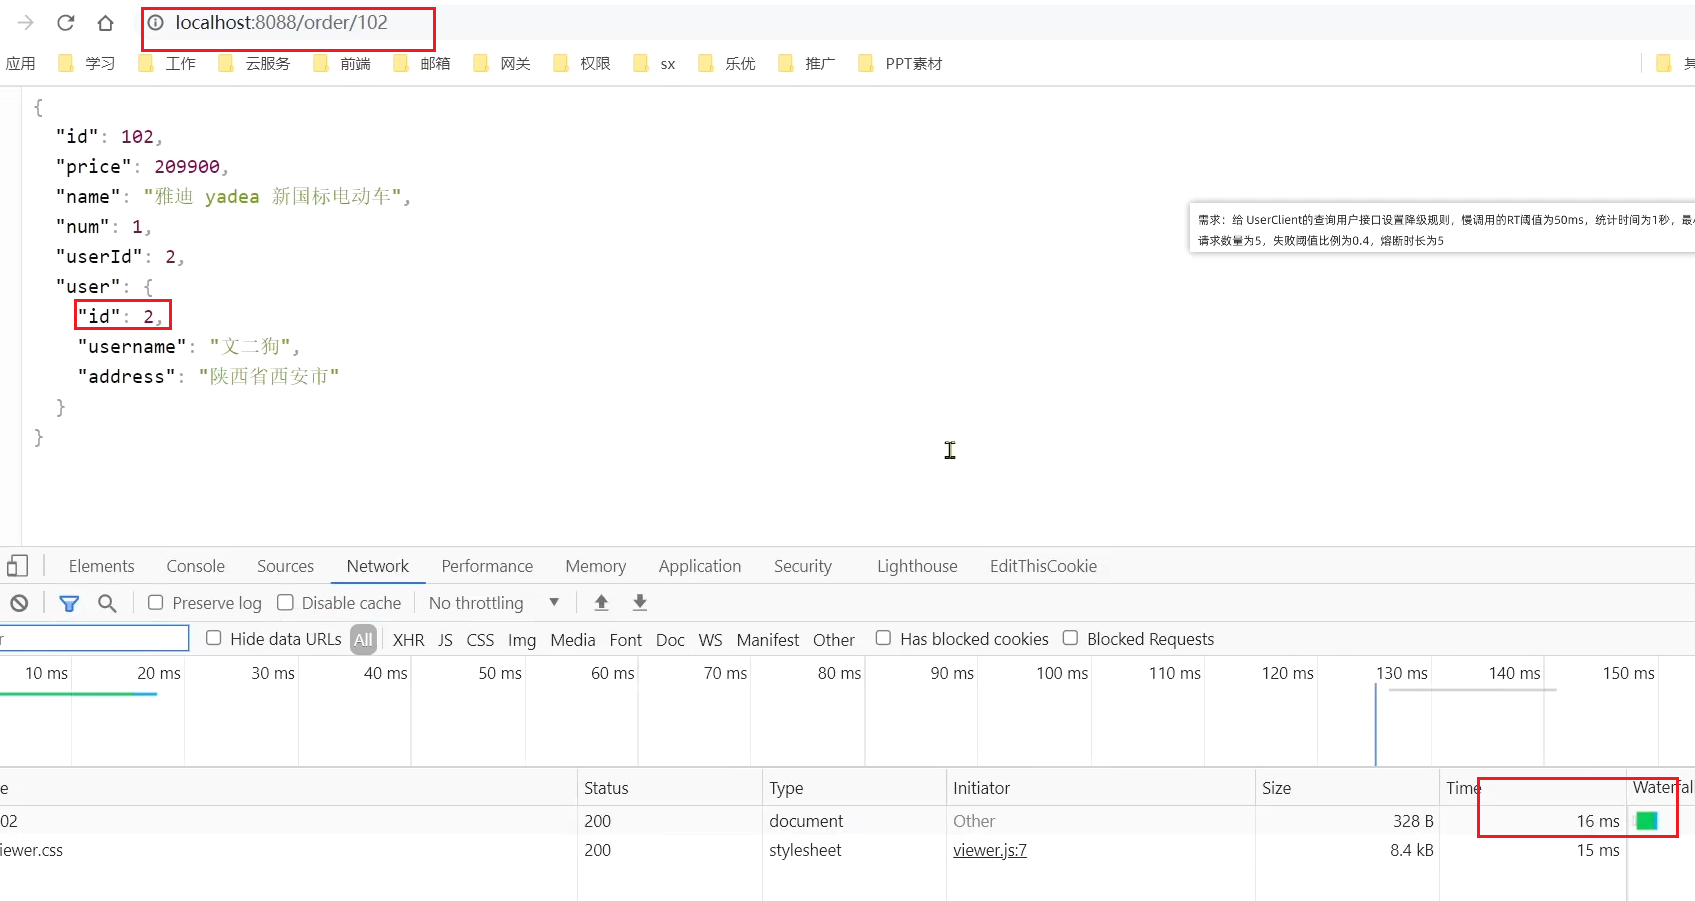 localhost:8088/order/102
应用 学习 工作 云服务 前端 邮箱 网关 权限 sx 乐优 推广 PPT素材
{
"id": 102,
"price": 209900,
"name": "雅迪 yadea 新国标电动车",
"num": 1,
"userId": 2,
"user": {
"id": 2,
"username": "文二狗",
"address": "陕西省西安市"
}
}
需求：给 UserClient的查询用户接口设置降级规则，慢调用的RT阈值为50ms，统计时间为1秒，最
请求数量为5，失败阈值比例为0.4，熔断时长为5
Elements Console Sources Network Performance Memory Application Security Lighthouse EditThisCookie
Preserve log Disable cache No throttling
r Hide data URLs All XHR JS CSS Img Media Font Doc WS Manifest Other Has blocked cookies Blocked Requests
10 ms 20 ms 30 ms 40 ms 50 ms 60 ms 70 ms 80 ms 90 ms 100 ms 110 ms 120 ms 130 ms 140 ms 150 ms
e Status Type Initiator Size Time Waterfal
02 200 document Other 328 B 16 ms
iewer.css 200 stylesheet viewer.js:7 8.4 kB 15 ms